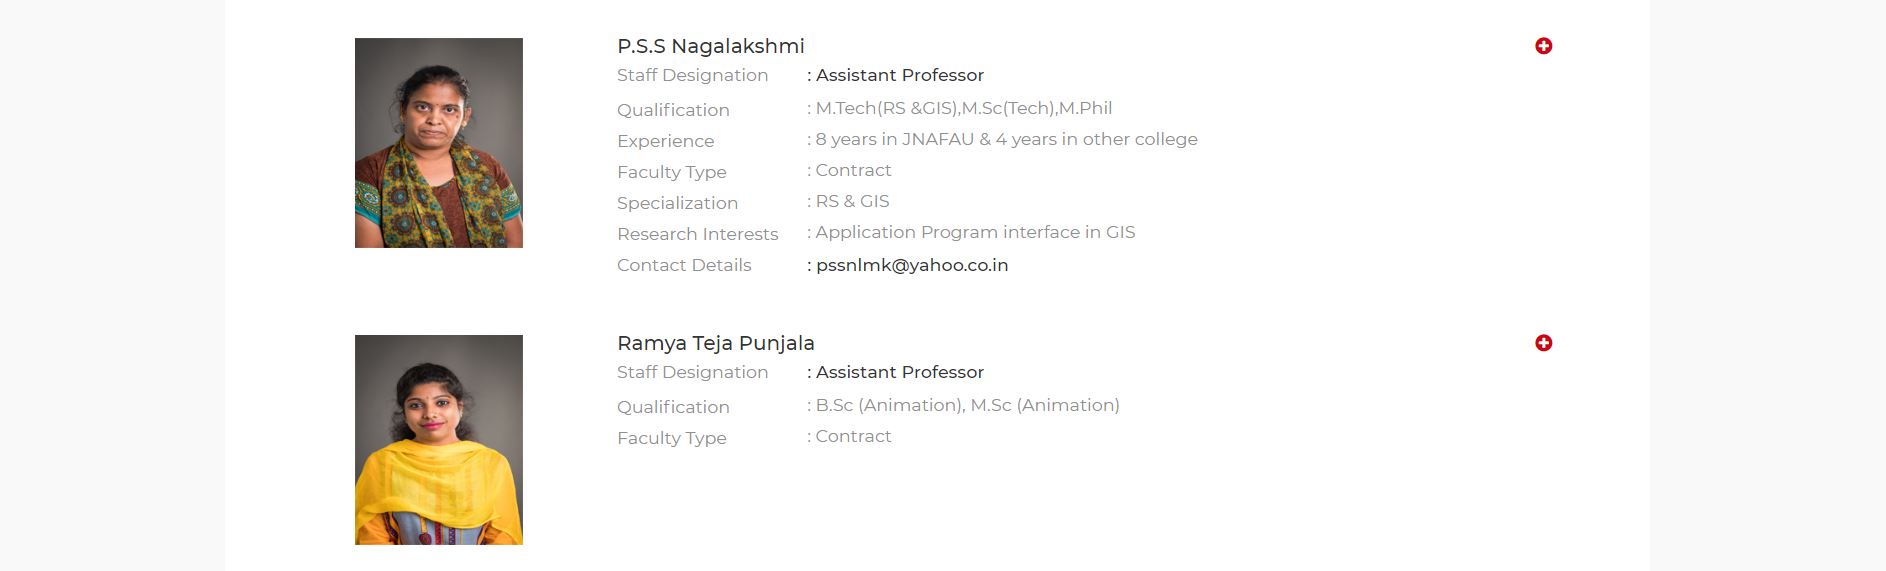 P.S.S Nagalakshmi
Staff Designation : Assistant Professor
Qualification : M.Tech(RS &GIS),M.Sc(Tech),M.Phil
Experience : 8 years in JNAFAU & 4 years in other college
Faculty Type : Contract
Specialization : RS & GIS
Research Interests : Application Program interface in GIS
Contact Details : pssnlmk@yahoo.co.in
Ramya Teja Punjala
Staff Designation : Assistant Professor
Qualification : B.Sc (Animation), M.Sc (Animation)
Faculty Type : Contract